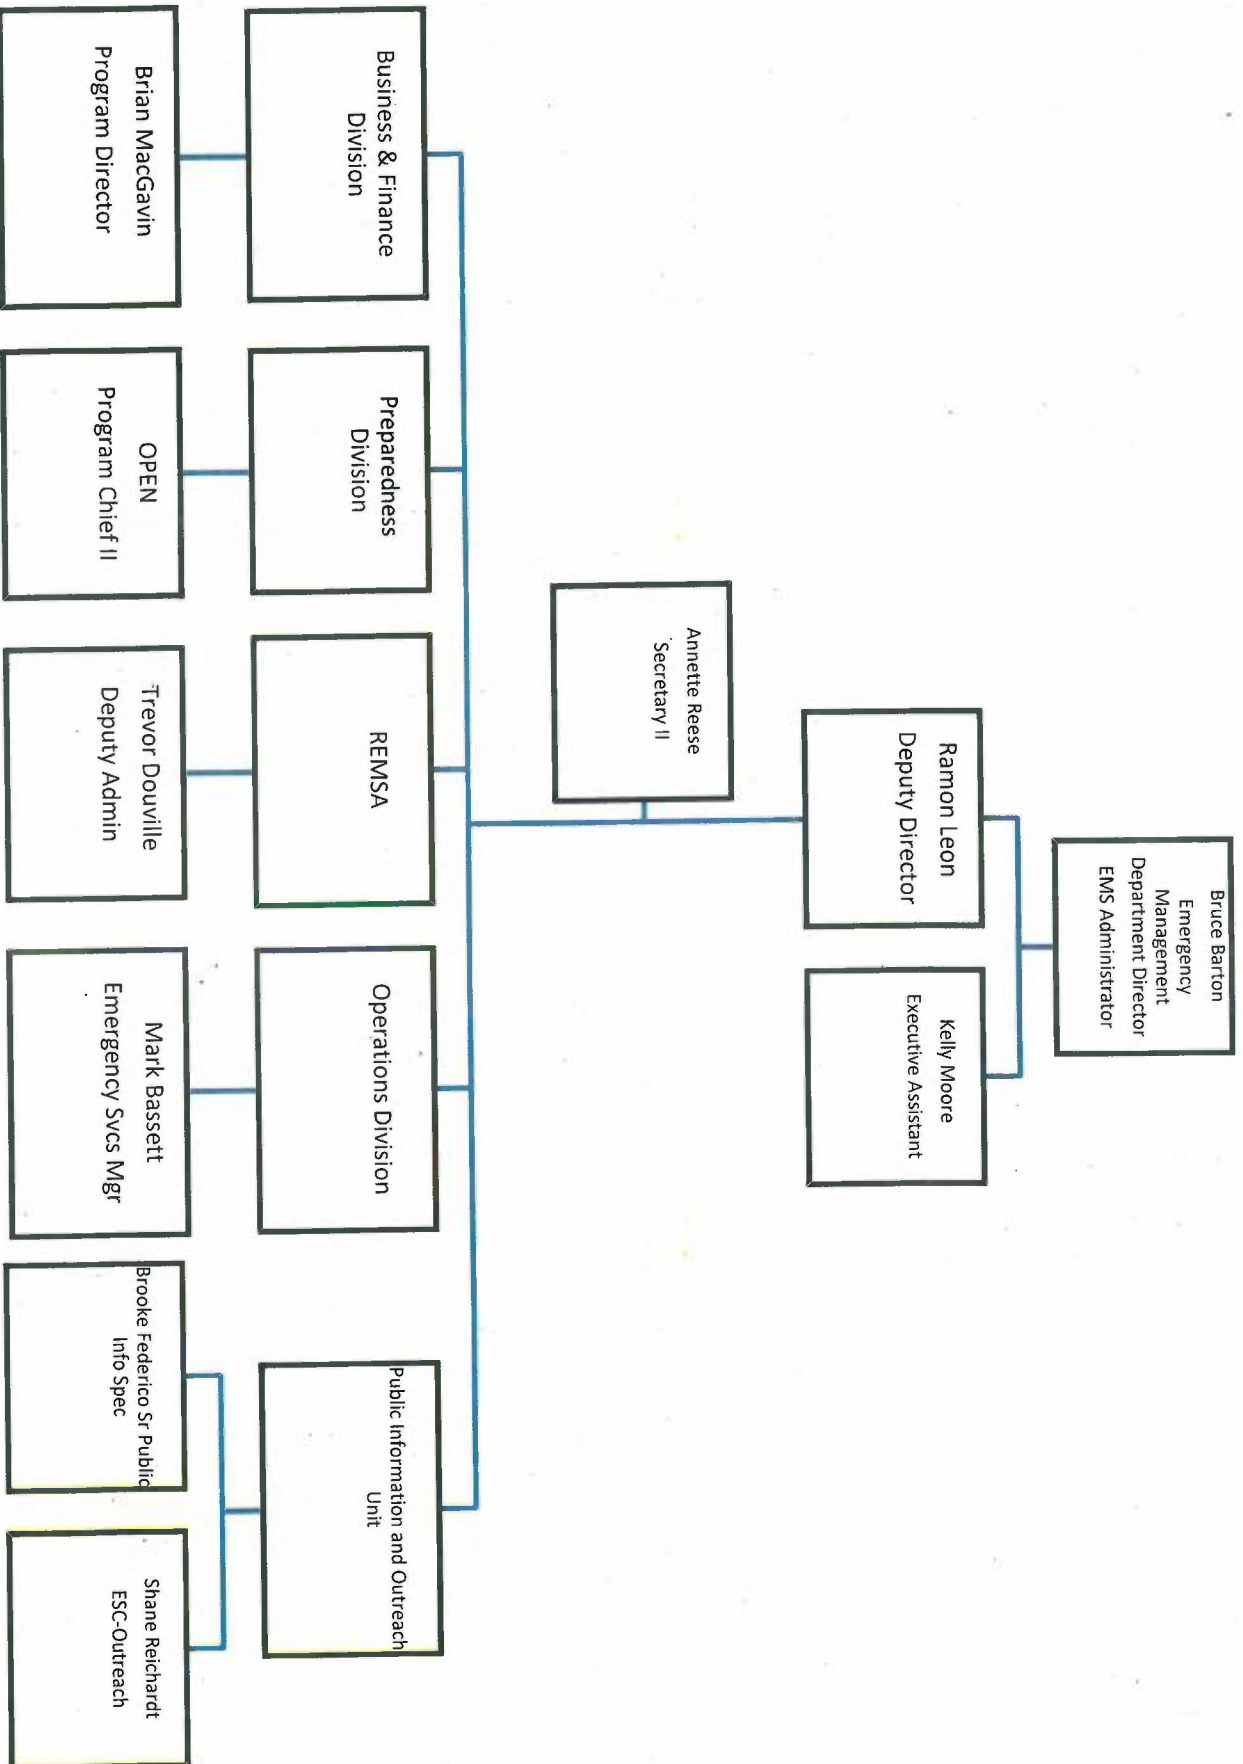 Bruce Barton
Emergency
Management
Department Director
EMS Administrator
Ramon Leon
Deputy Director
Kelly Moore
Executive Assistant
Annette Reese
Secretary II
Business & Finance
Division
Preparedness
Division
REMSA
Operations Division
Public Information and Outreach
Unit
Brian MacGavin
Program Director
OPEN
Program Chief II
Trevor Douville
Deputy Admin
Mark Bassett
Emergency Svcs Mgr
Brooke Federico Sr Public
Info Spec
Shane Reichardt
ESC-Outreach